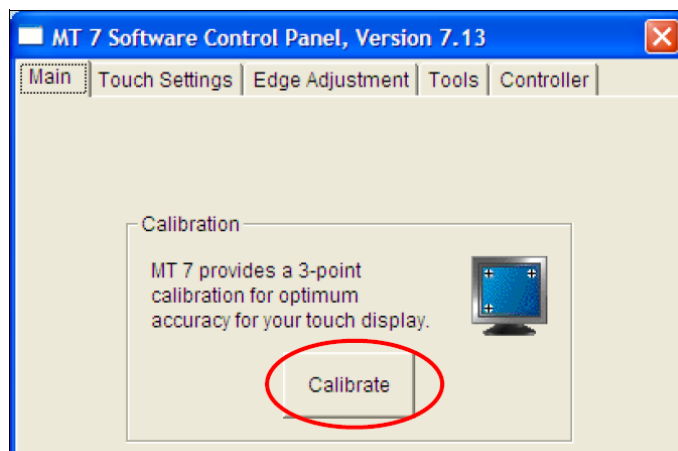 MT 7 Software Control Panel, Version 7.13
Main Touch Settings Edge Adjustment Tools Controller
Calibration
MT 7 provides a 3-point
calibration for optimum
accuracy for your touch display.
Calibrate